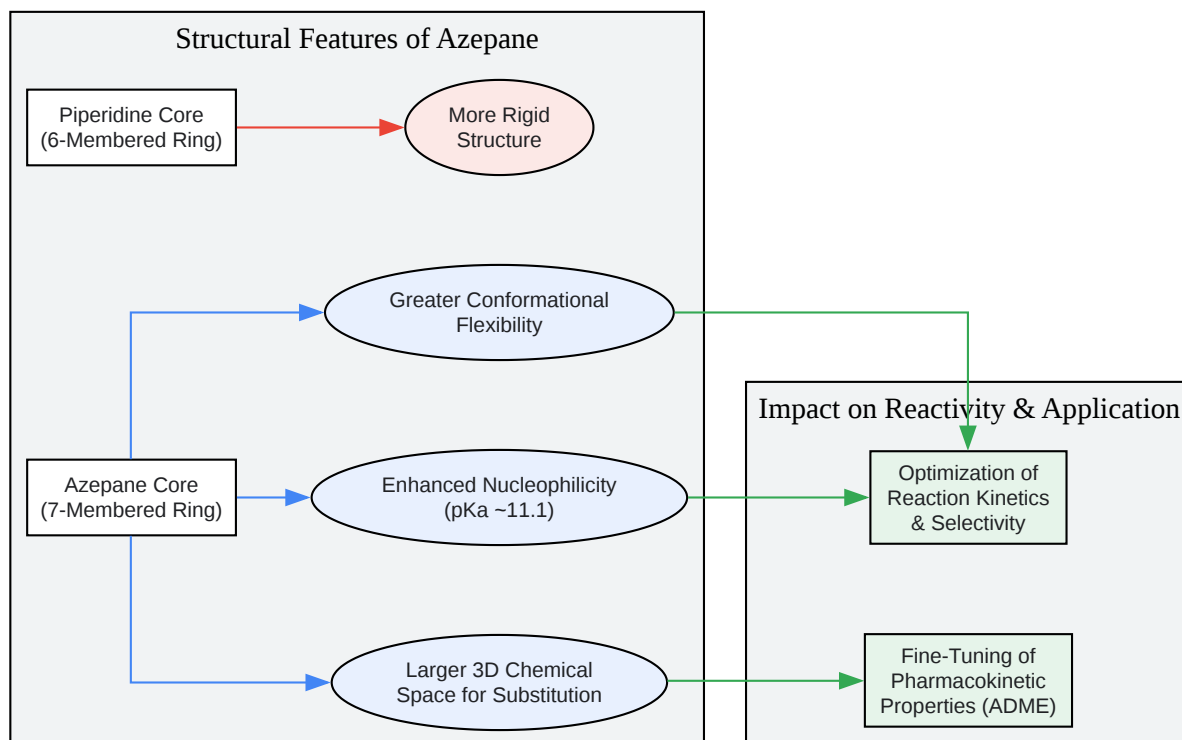 Structural Features of Azepane
Piperidine Core
(6-Membered Ring)
More Rigid
Structure
Greater Conformational
Flexibility
Impact on Reactivity & Application
Azepane Core
(7-Membered Ring)
Enhanced Nucleophilicity
(pKa ~11.1)
Optimization of
Reaction Kinetics
& Selectivity
Larger 3D Chemical
Space for Substitution
Fine-Tuning of
Pharmacokinetic
Properties (ADME)